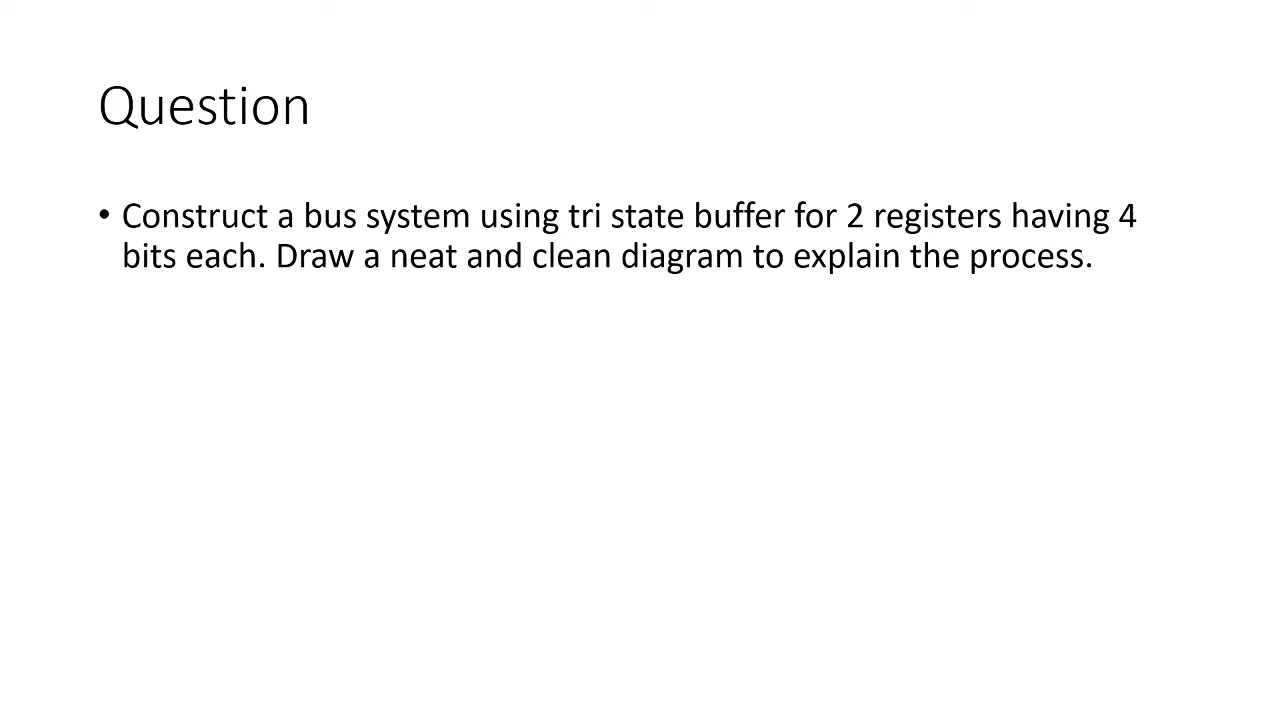 Question
• Construct a bus system using tri state buffer for 2 registers having 4
bits each. Draw a neat and clean diagram to explain the process.